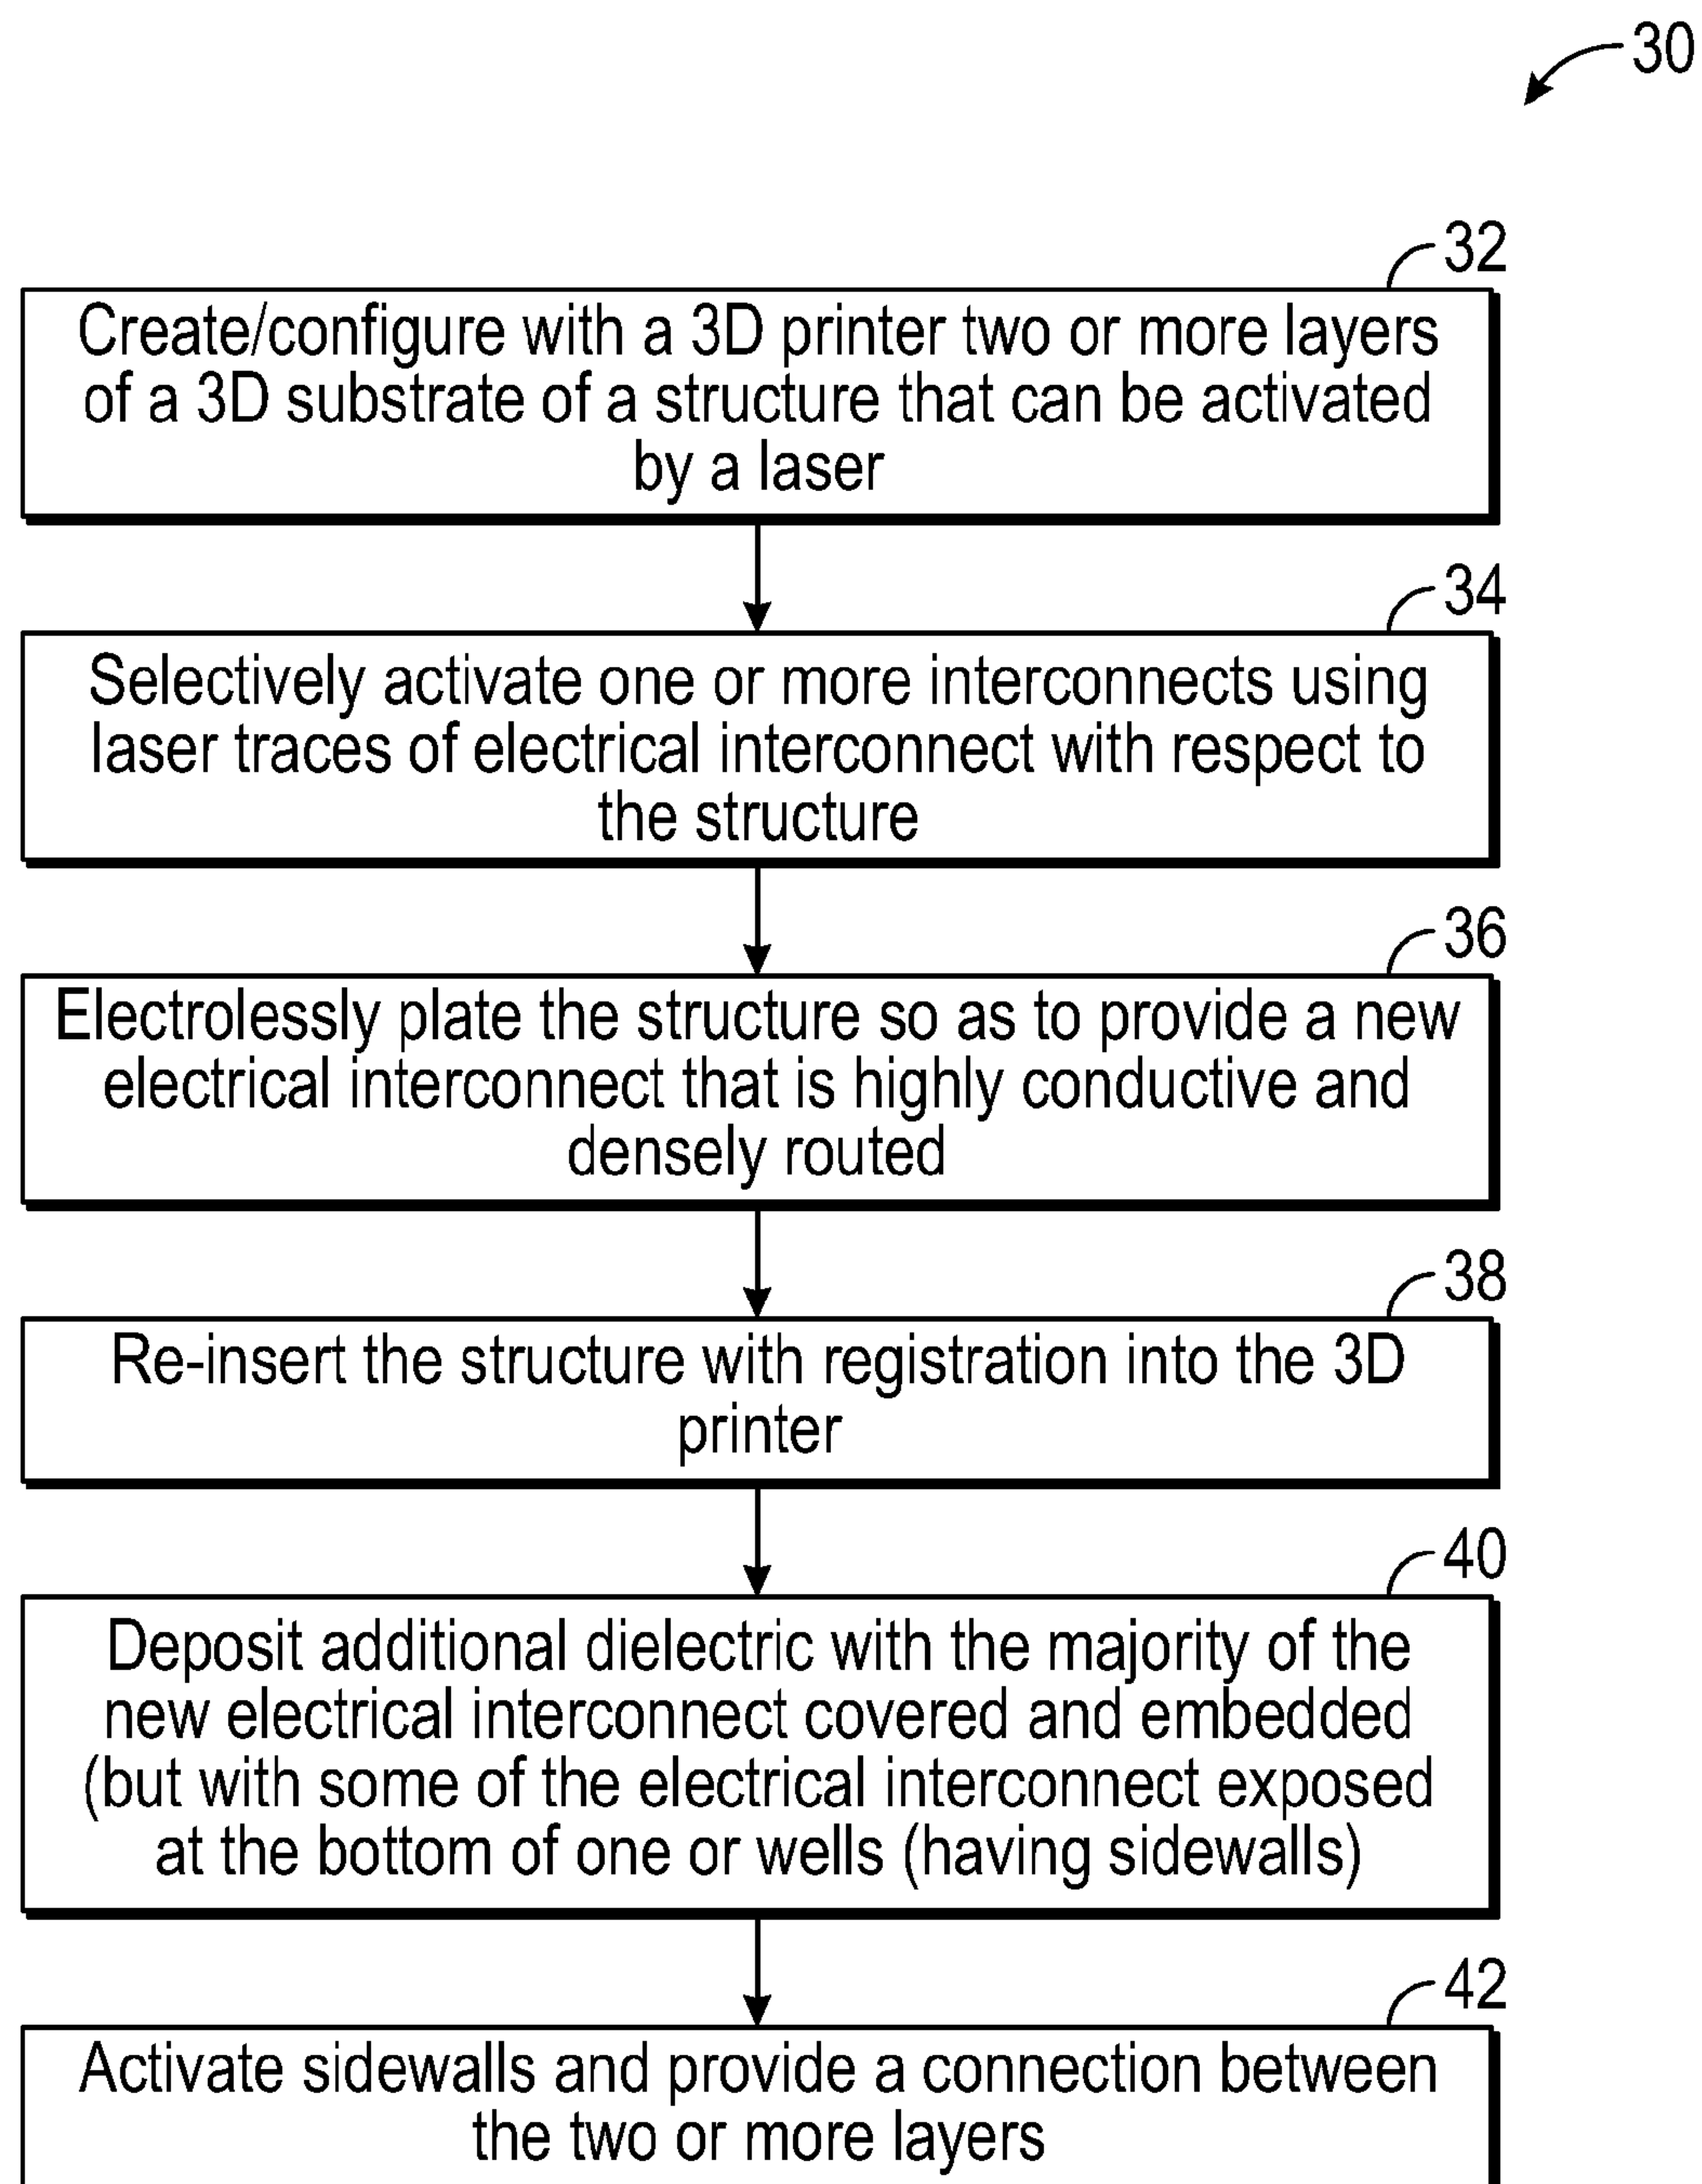 30
32
Create/configure with a 3D printer two or more layers
of a 3D substrate of a structure that can be activated
by a laser
34
Selectively activate one or more interconnects using
laser traces of electrical interconnect with respect to
the structure
36
Electrolessly plate the structure so as to provide a new
electrical interconnect that is highly conductive and
densely routed
38
Re-insert the structure with registration into the 3D
printer
40
Deposit additional dielectric with the majority of the
new electrical interconnect covered and embedded
(but with some of the electrical interconnect exposed
at the bottom of one or wells (having sidewalls)
42
Activate sidewalls and provide a connection between
the two or more layers